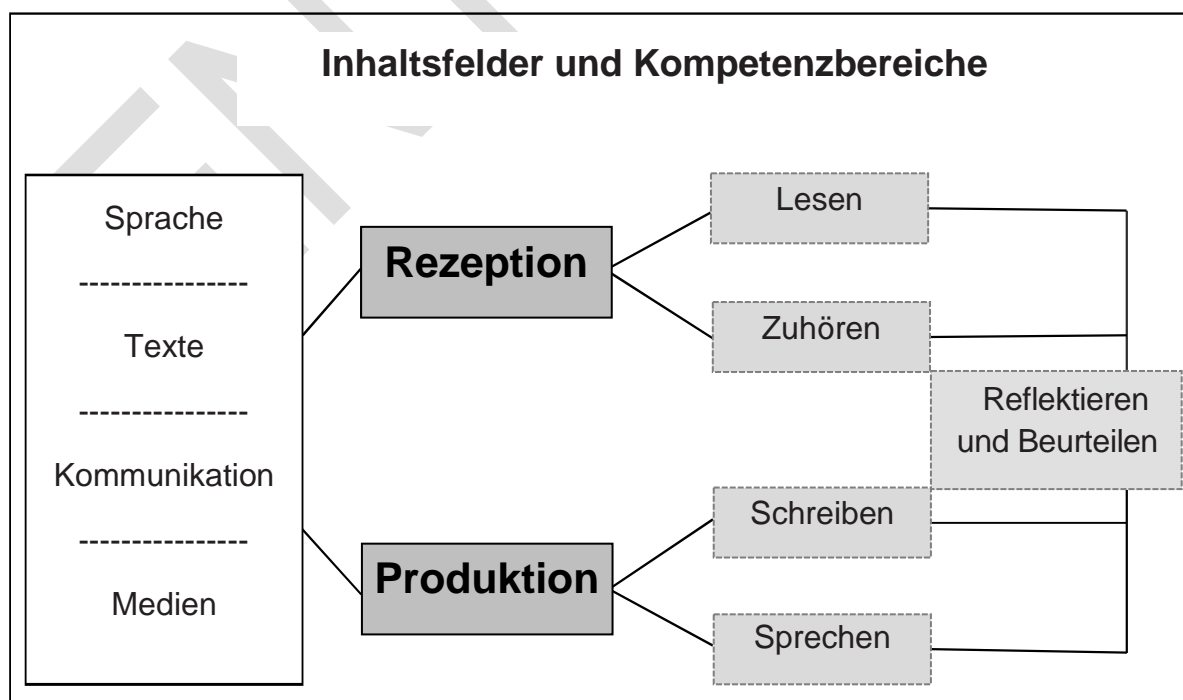 Inhaltsfelder und Kompetenzbereiche
Sprache
----------------
Texte
----------------
Kommunikation
----------------
Medien
Rezeption
Produktion
Lesen
Zuhören
Schreiben
Sprechen
Reflektieren
und Beurteilen